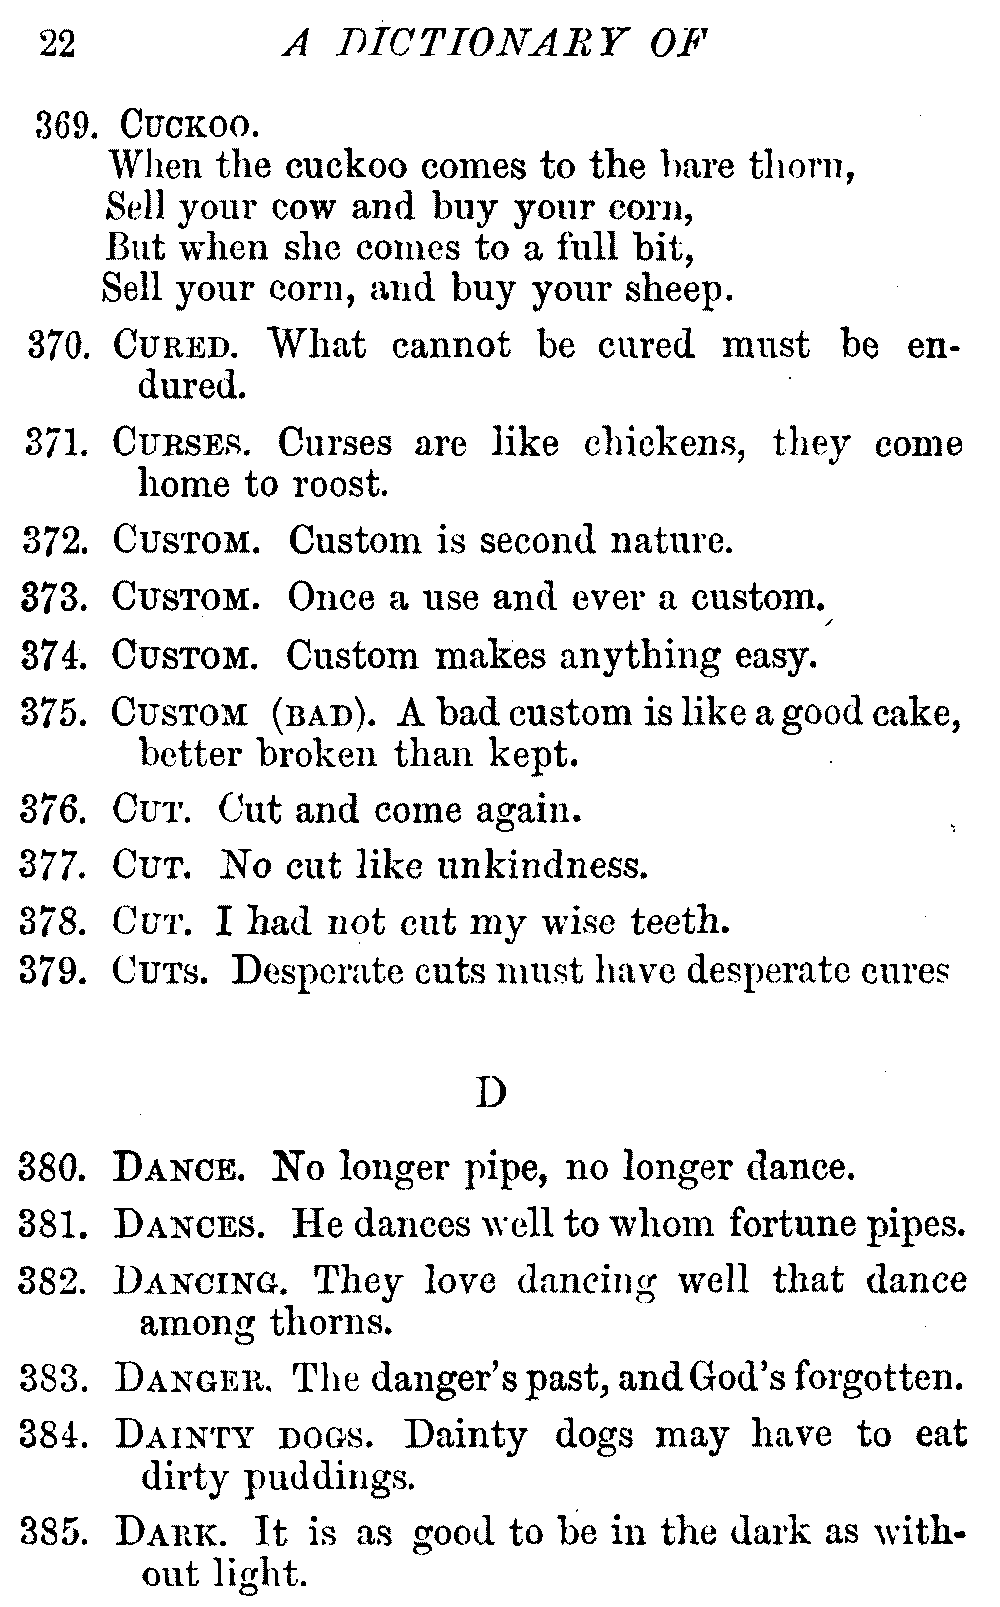 22 A DICTIONARY OF
369. CUCKOO.
When the cuckoo comes to the bare thorn,
Sell your cow and buy your corn,
But when she comes to a full bit,
Sell your corn, and buy your sheep.
370. CURED. What cannot be cured must be en-
dured.
371. CURSES. Curses are like chickens, they come
home to roost.
372. CUSTOM. Custom is second nature.
373. CUSTOM. Once a use and ever a custom.
374. CUSTOM. Custom makes anything easy.
375. CUSTOM (BAD). A bad custom is like a good cake,
better broken than kept.
376. CUT. Cut and come again.
377. CUT. No cut like unkindness.
378. CUT. I had not cut my wise teeth.
379. CUTS. Desperate cuts must have desperate cures
D
380. DANCE. No longer pipe, no longer dance.
381. DANCES. He dances well to whom fortune pipes.
382. DANCING. They love dancing well that dance
among thorns.
383. DANGER. The danger's past, and God's forgotten.
384. DAINTY DOGS. Dainty dogs may have to eat
dirty puddings.
385. DARK. It is as good to be in the dark as with-
out light.